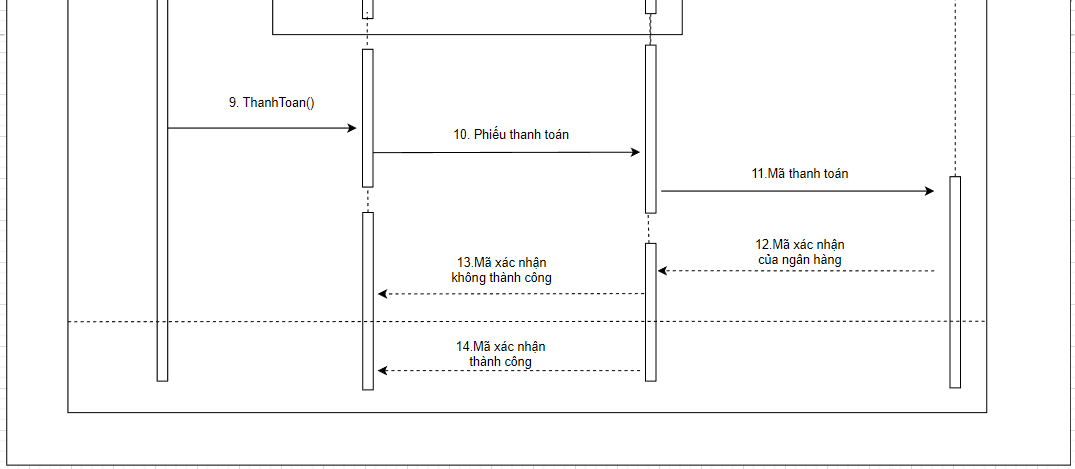 9. ThanhToan()
10. Phiếu thanh toán
11.Mã thanh toán
12.Mã xác nhận
của ngân hàng
13.Mã xác nhận
không thành công
14.Mã xác nhận
thành công